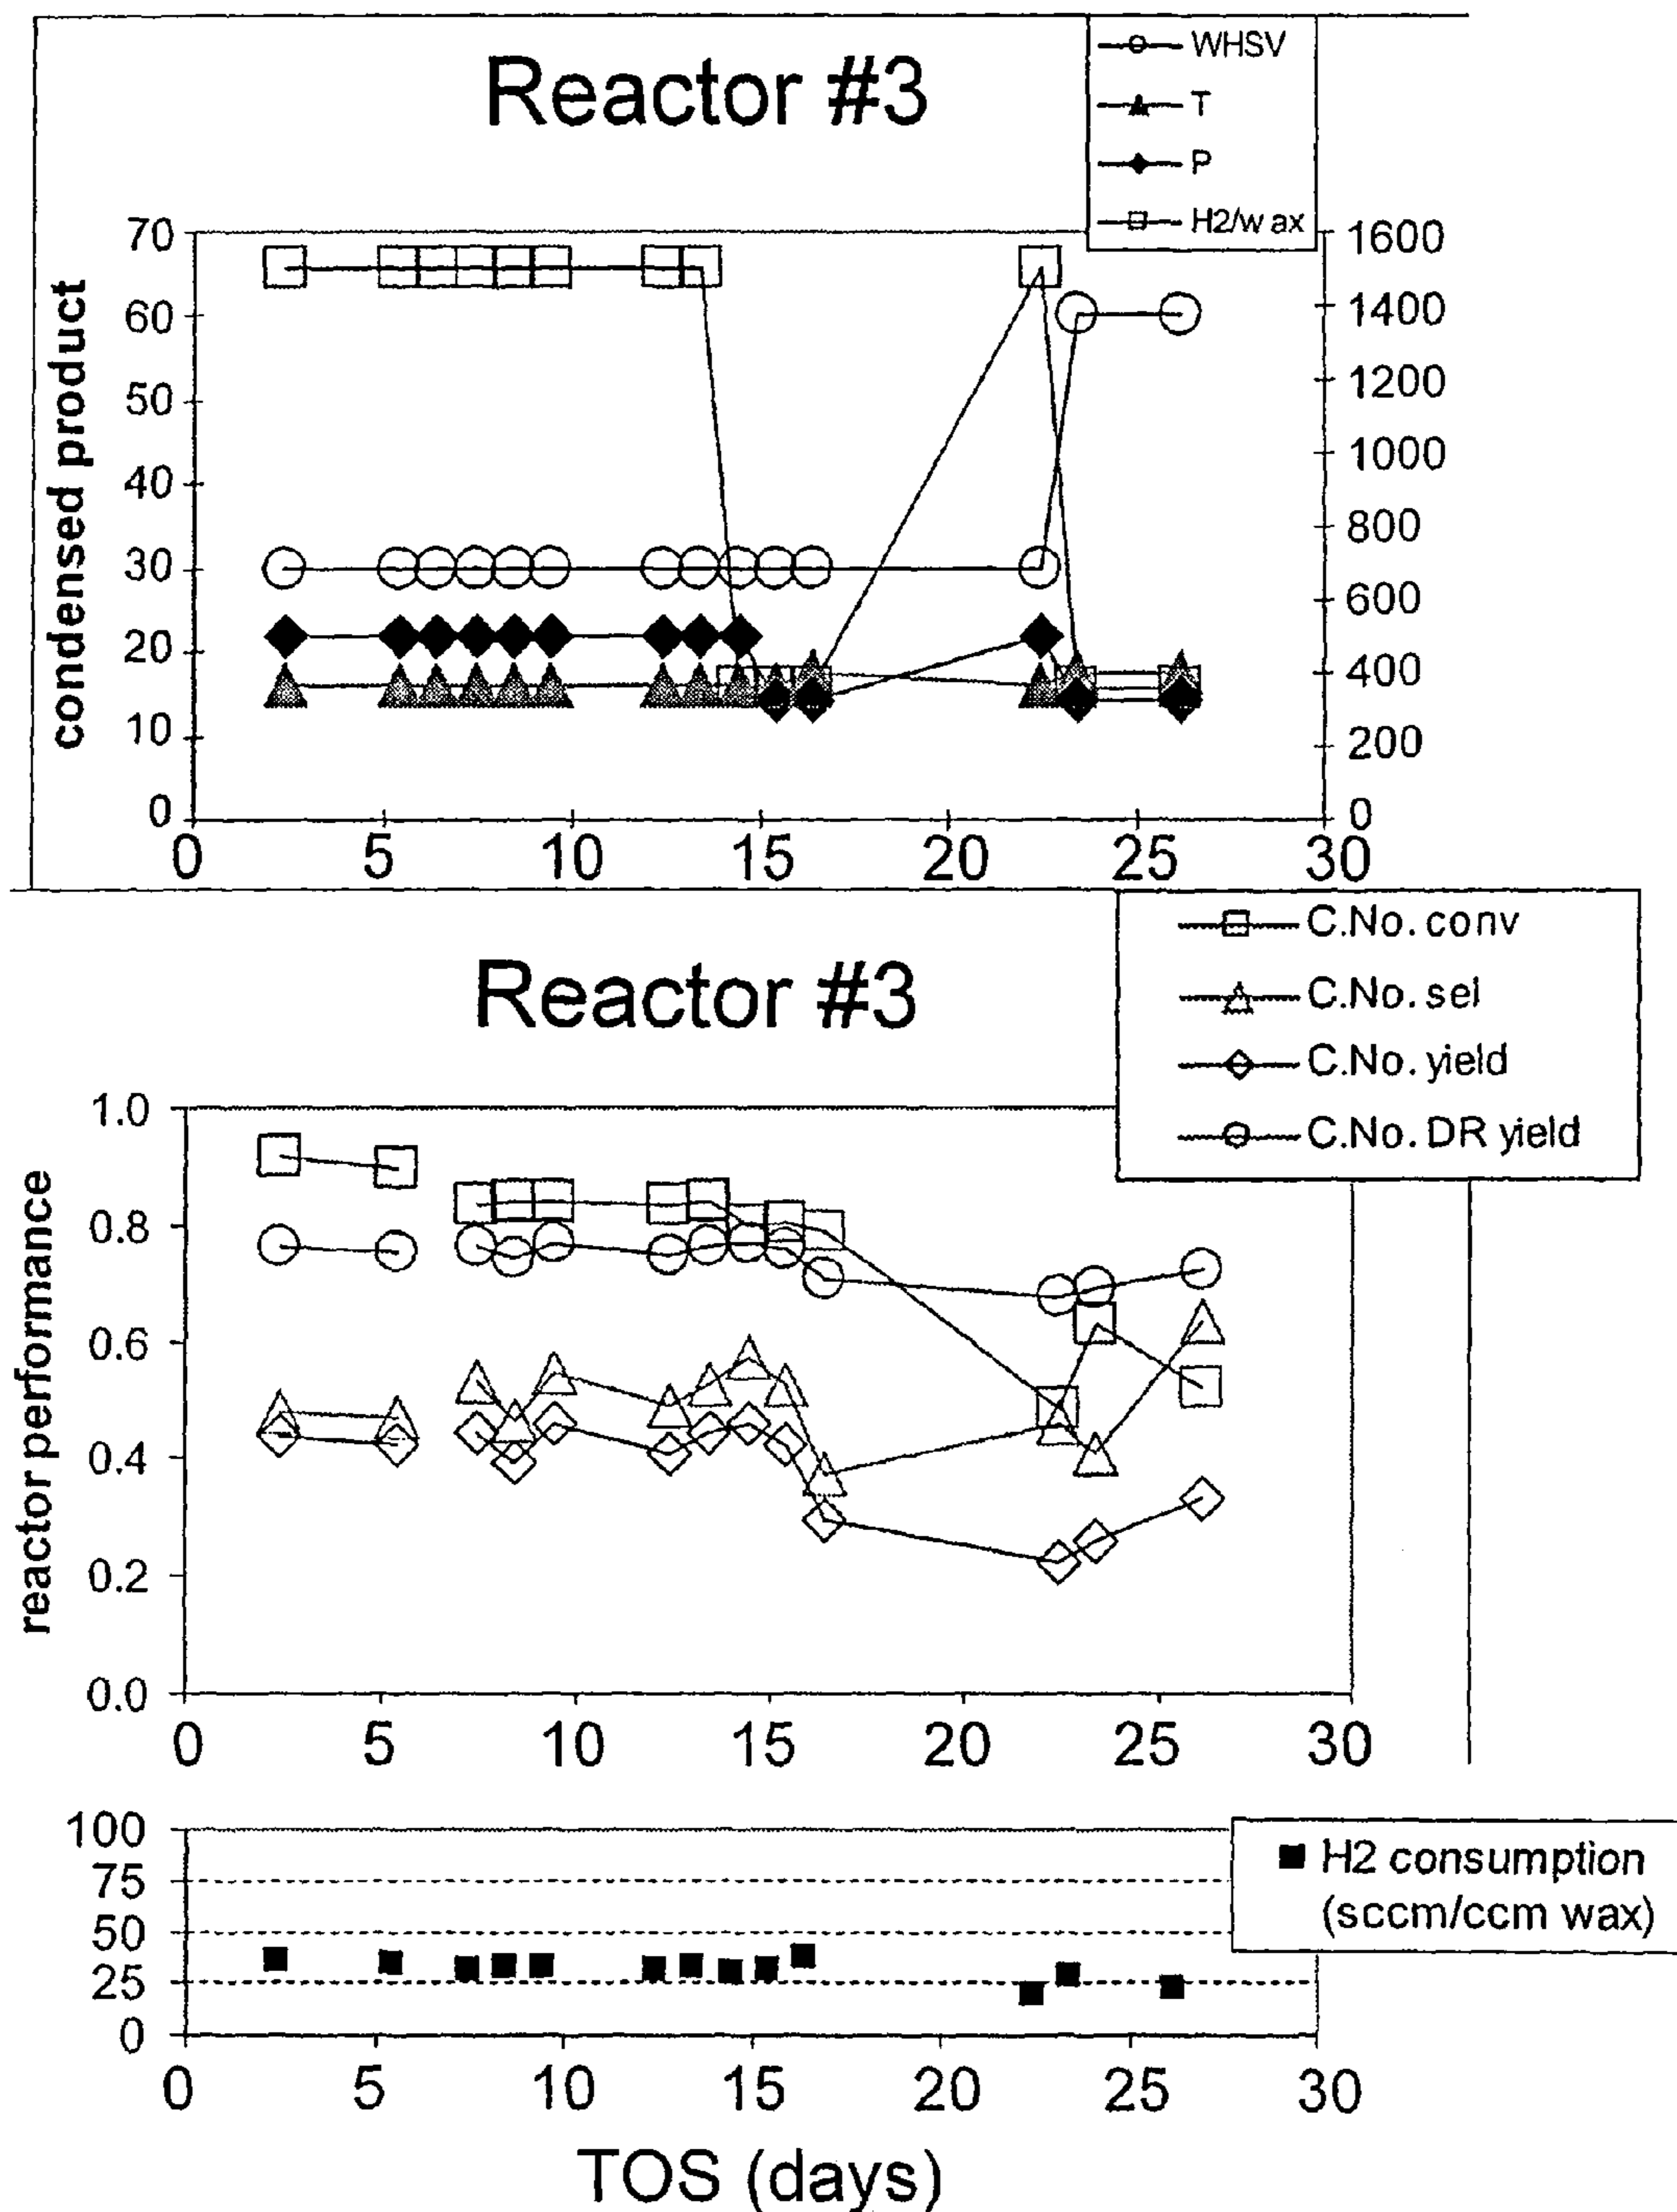 Reactor #3
WHSV
T
P
H2/wax
condensed product
70
60
50
40
30
20
10
0
1600
1400
1200
1000
800
600
400
200
0
0 5 10 15 20 25 30
Reactor #3
C.No. conv
C.No. sel
C.No. yield
C.No. DR yield
reactor performance
1.0
0.8
0.6
0.4
0.2
0.0
0 5 10 15 20 25 30
100
75
50
25
0
H2 consumption
(sccm/ccm wax)
0 5 10 15 20 25 30
TOS (days)